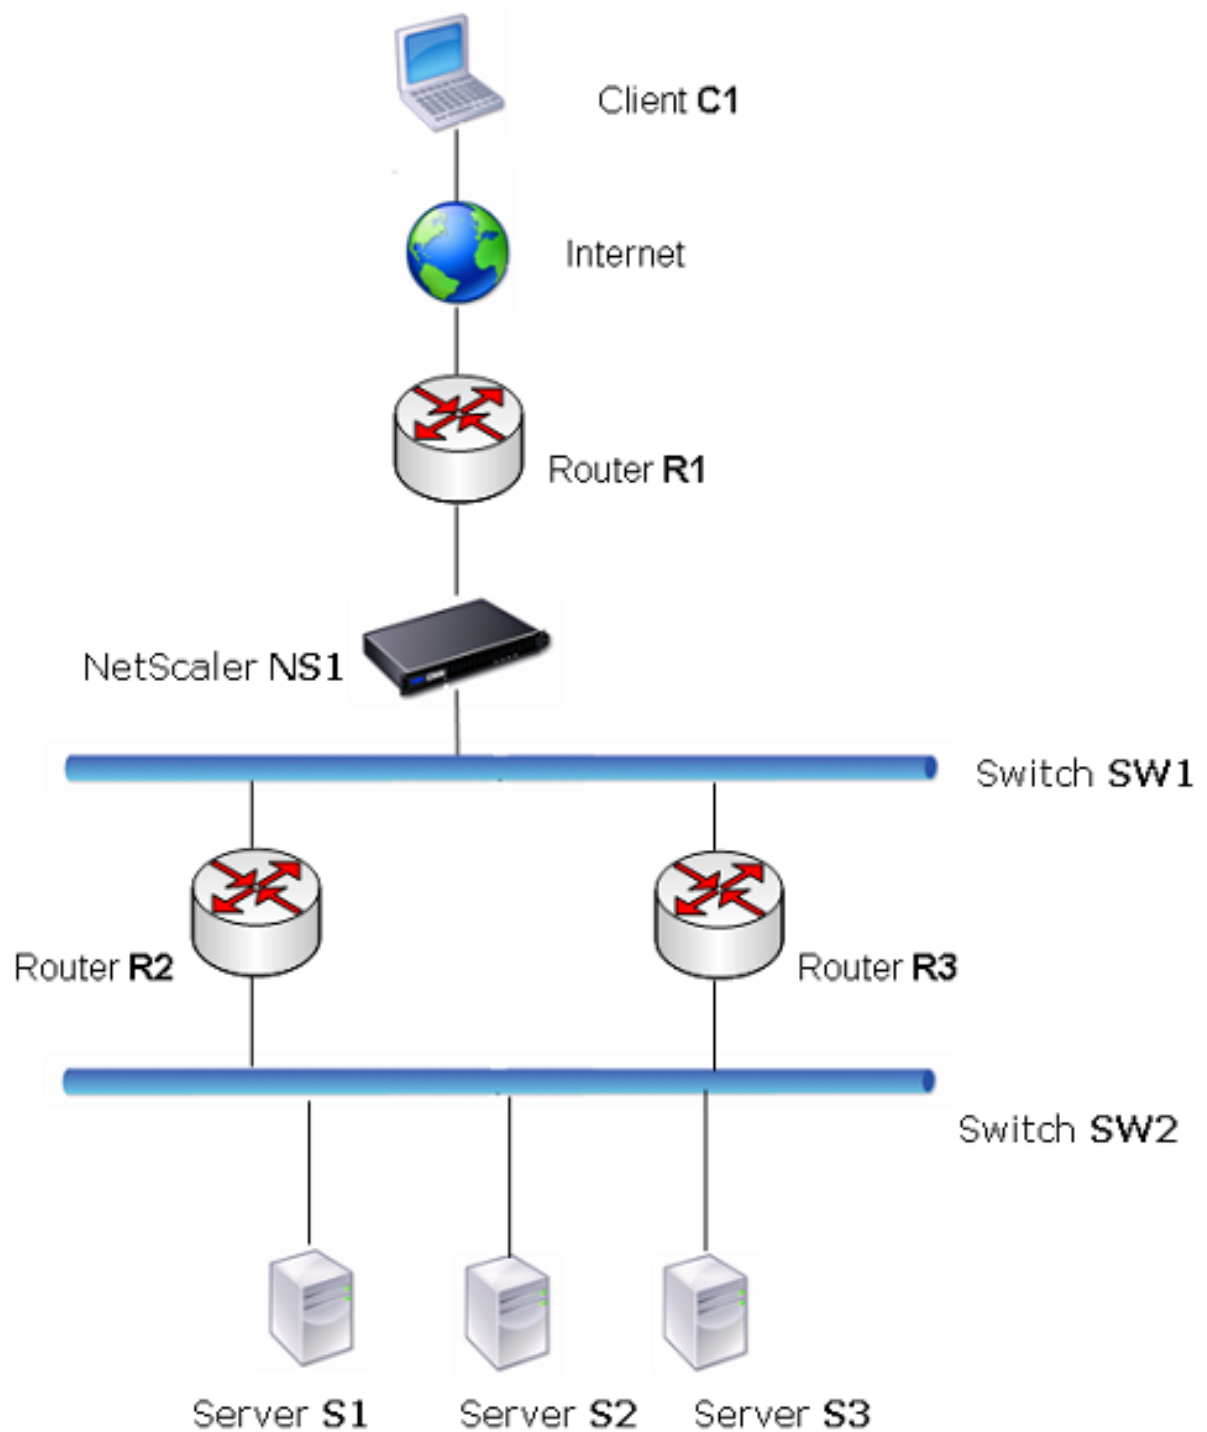 Client C1
Internet
Router R1
NetScaler NS1
Switch SW1
Router R2
Router R3
Switch SW2
Server S1
Server S2
Server S3